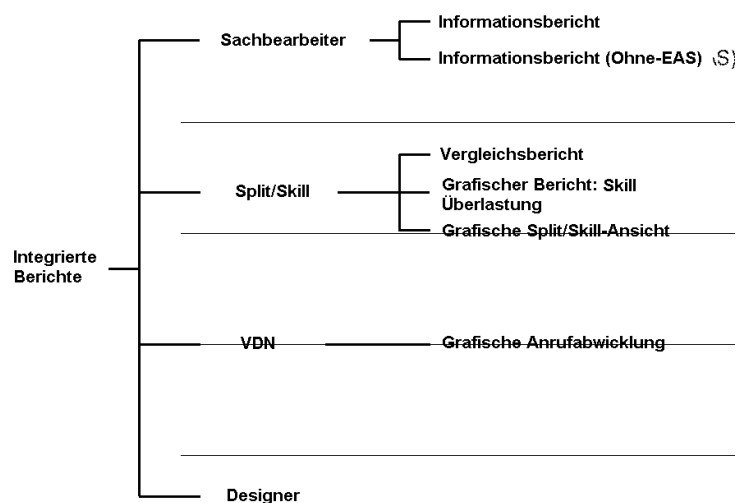 Informationsbericht
Sachbearbeiter
Informationsbericht (Ohne-EAS) S)
Vergleichsbericht
Split/Skill
Grafischer Bericht: Skill
Überlastung
Grafische Split/Skill-Ansicht
Integrierte
Berichte
VDN
Grafische Anrufabwicklung
Designer